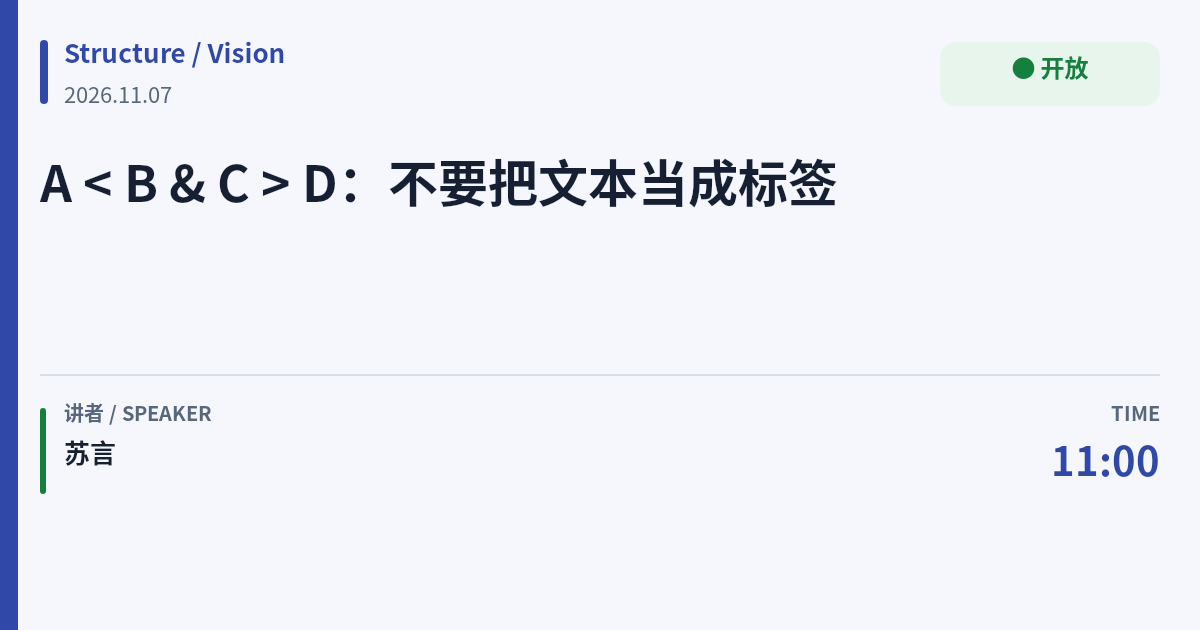 Structure / Vision
2026.11.07
● 开放
A < B & C > D：不要把文本当成标签
讲者 / SPEAKER
苏言
TIME
11:00